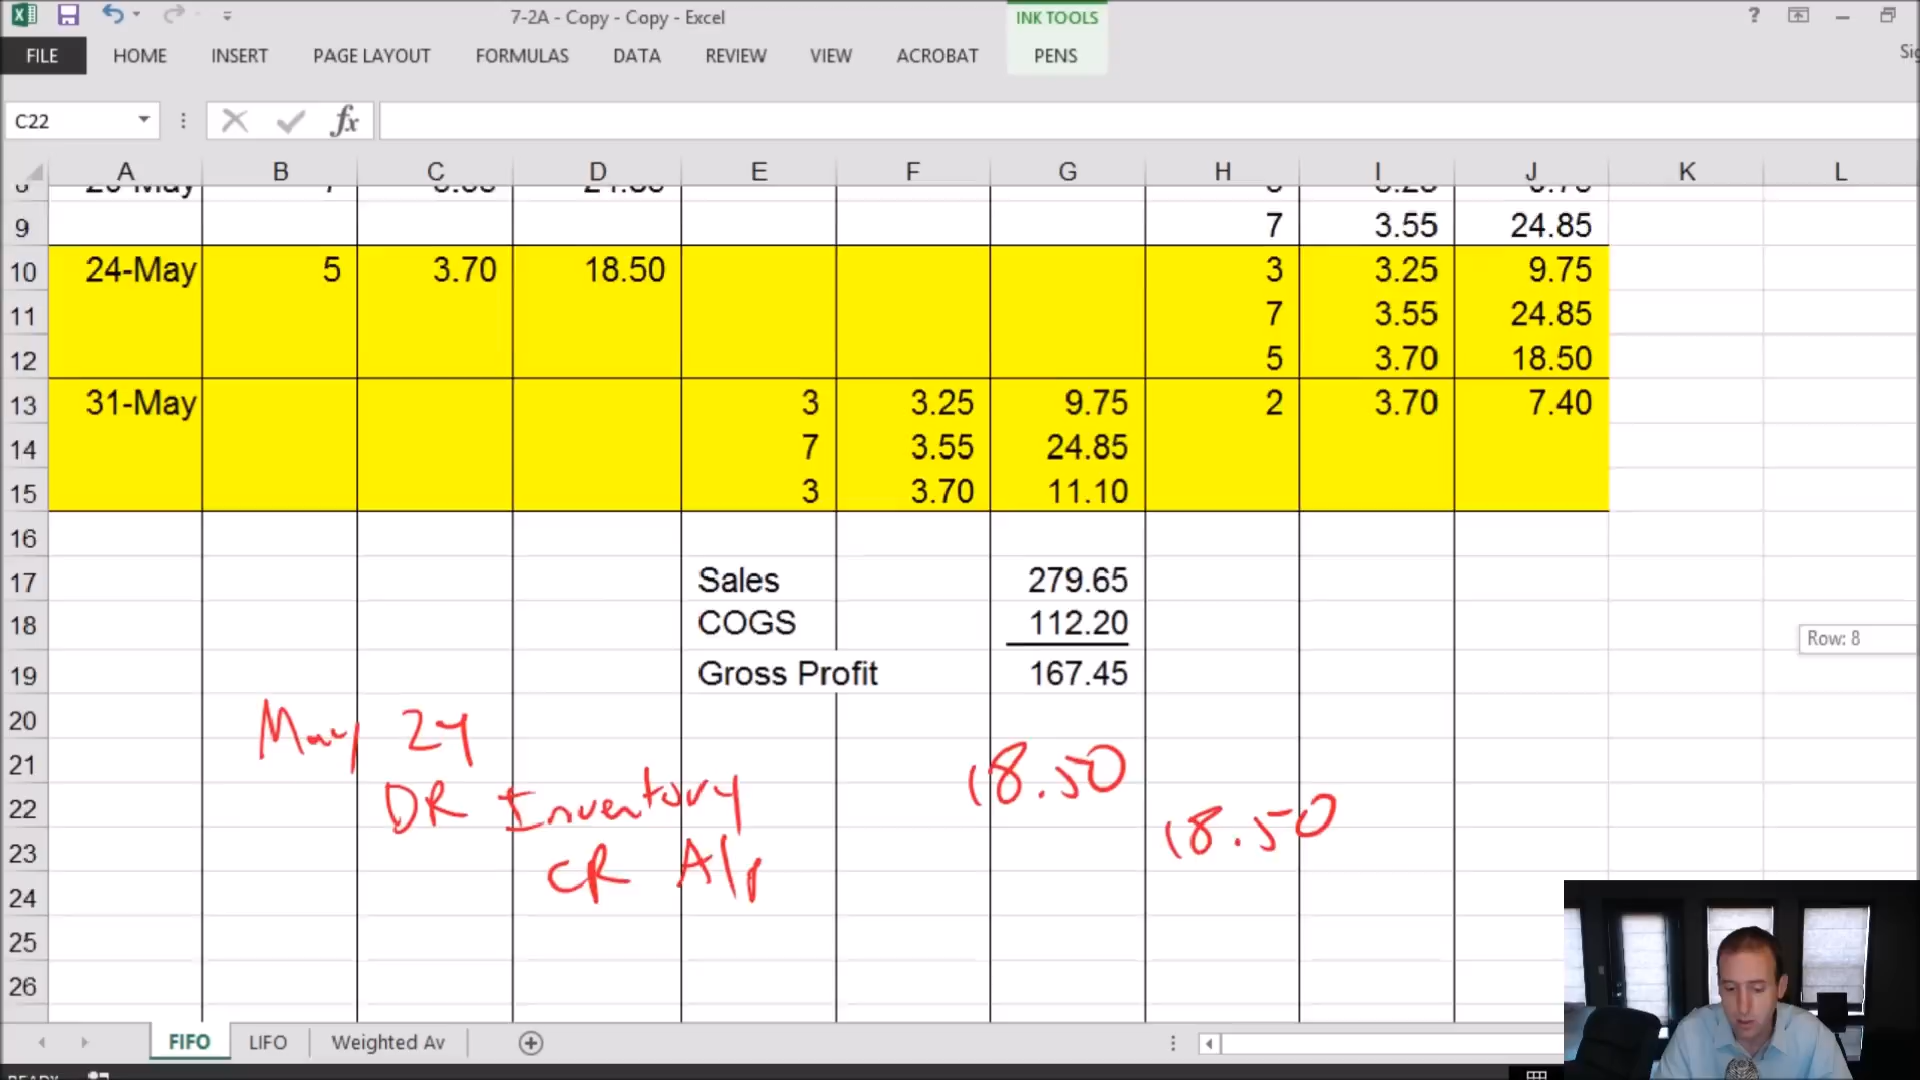 7-2A - Copy - Copy - Excel
INK TOOLS
?
FILE HOME INSERT PAGE LAYOUT FORMULAS DATA REVIEW VIEW ACROBAT PENS
C22 fx
A B C D E F G H I J K L
9 7 3.55 24.85
10 24-May 5 3.70 18.50 3 3.25 9.75
11 7 3.55 24.85
12 5 3.70 18.50
13 31-May 3 3.25 9.75 2 3.70 7.40
14 7 3.55 24.85
15 3 3.70 11.10
16
17 Sales 279.65
18 COGS 112.20
Row: 8
19 Gross Profit 167.45
20 May 24
21 18.50
22 DR Inventory 18.50
23 CR A/P
24
25
26
FIFO LIFO Weighted Av